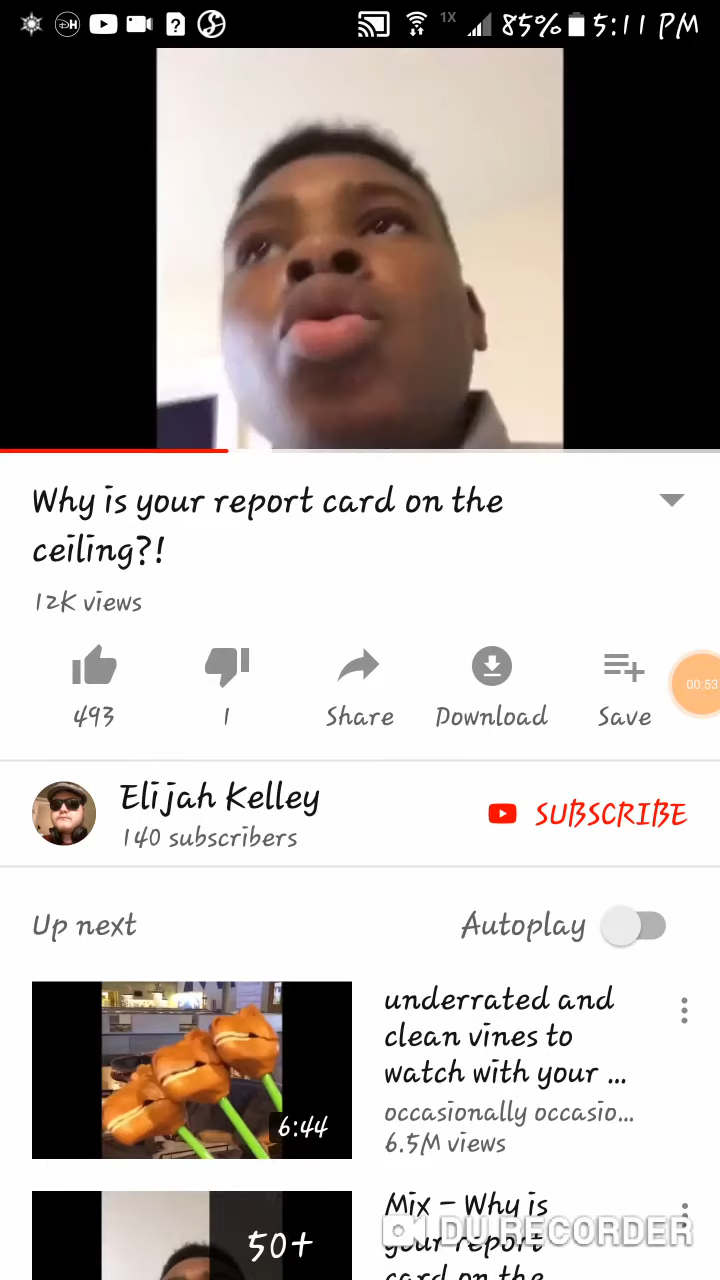 1X 85% 5:11 PM
Why is your report card on the
ceiling?!
12K views
493 1 Share Download Save
00:53
Elijah Kelley
140 subscribers
SUBSCRIBE
Up next Autoplay
underrated and
clean vines to
watch with your ...
occasionally occasio...
6.5M views
6:44
50+
Mix – Why is
your report
card on the
DU RECORDER